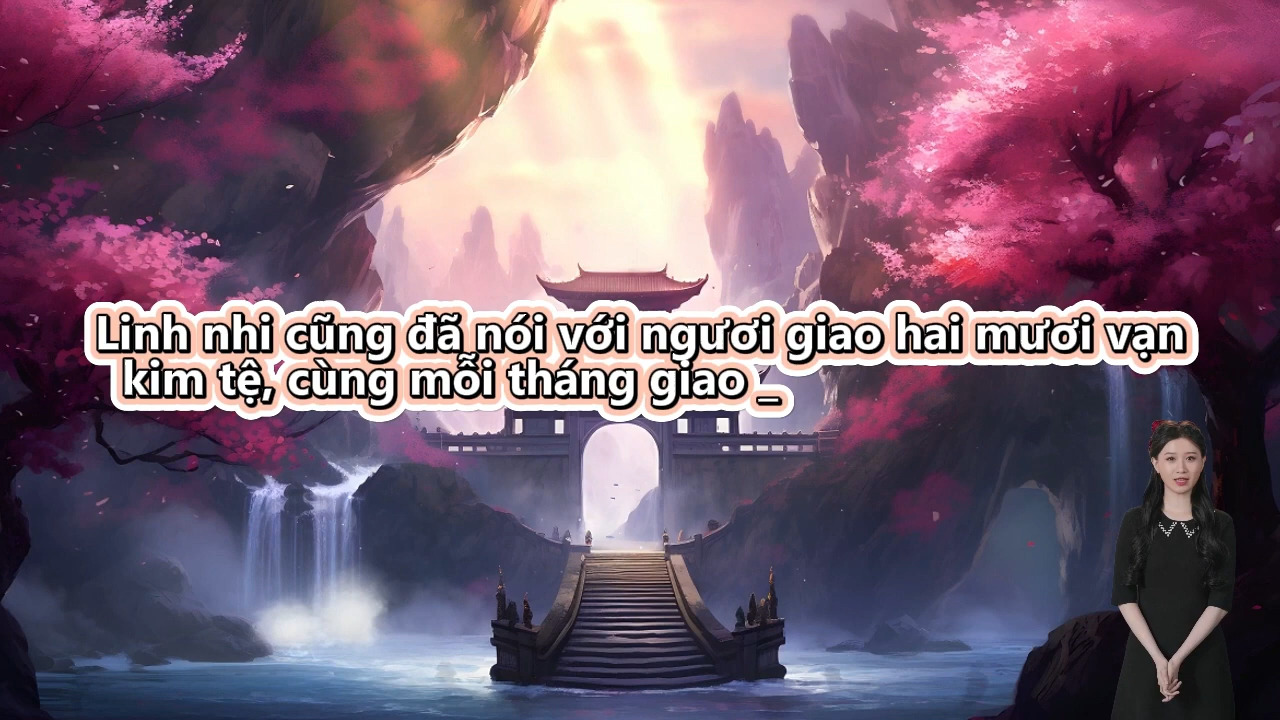 Linh nhi cũng đã nói với ngươi giao hai mươi vạn
kim tệ, cùng mỗi tháng giao _